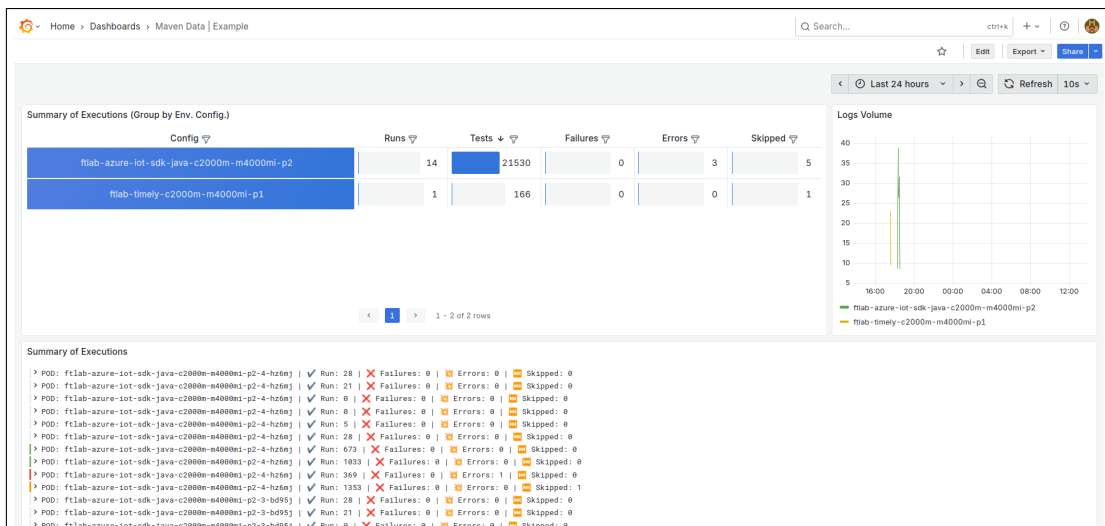 Home › Dashboards › Maven Data | Example
Search... ctrl+k
Edit Export Share
Last 24 hours Refresh 10s
Summary of Executions (Group by Env. Config.)
Config Runs Tests Failures Errors Skipped
ftlab-azure-iot-sdk-java-c2000m-m4000mi-p2 14 21530 0 3 5
ftlab-timely-c2000m-m4000mi-p1 1 166 0 0 1
‹ 1 › 1 - 2 of 2 rows
Logs Volume
40
35
30
25
20
15
10
5
16:00 20:00 00:00 04:00 08:00 12:00
ftlab-azure-iot-sdk-java-c2000m-m4000mi-p2
ftlab-timely-c2000m-m4000mi-p1
Summary of Executions
> POD: ftlab-azure-iot-sdk-java-c2000m-m4000mi-p2-4-hz6mj | ✔ Run: 28 | ❌ Failures: 0 | 💥 Errors: 0 | ⏭ Skipped: 0
> POD: ftlab-azure-iot-sdk-java-c2000m-m4000mi-p2-4-hz6mj | ✔ Run: 21 | ❌ Failures: 0 | 💥 Errors: 0 | ⏭ Skipped: 0
> POD: ftlab-azure-iot-sdk-java-c2000m-m4000mi-p2-4-hz6mj | ✔ Run: 0 | ❌ Failures: 0 | 💥 Errors: 0 | ⏭ Skipped: 0
> POD: ftlab-azure-iot-sdk-java-c2000m-m4000mi-p2-4-hz6mj | ✔ Run: 5 | ❌ Failures: 0 | 💥 Errors: 0 | ⏭ Skipped: 0
> POD: ftlab-azure-iot-sdk-java-c2000m-m4000mi-p2-4-hz6mj | ✔ Run: 28 | ❌ Failures: 0 | 💥 Errors: 0 | ⏭ Skipped: 0
> POD: ftlab-azure-iot-sdk-java-c2000m-m4000mi-p2-4-hz6mj | ✔ Run: 673 | ❌ Failures: 0 | 💥 Errors: 0 | ⏭ Skipped: 0
> POD: ftlab-azure-iot-sdk-java-c2000m-m4000mi-p2-4-hz6mj | ✔ Run: 1033 | ❌ Failures: 0 | 💥 Errors: 0 | ⏭ Skipped: 0
> POD: ftlab-azure-iot-sdk-java-c2000m-m4000mi-p2-4-hz6mj | ✔ Run: 369 | ❌ Failures: 0 | 💥 Errors: 1 | ⏭ Skipped: 0
> POD: ftlab-azure-iot-sdk-java-c2000m-m4000mi-p2-4-hz6mj | ✔ Run: 1353 | ❌ Failures: 0 | 💥 Errors: 0 | ⏭ Skipped: 1
> POD: ftlab-azure-iot-sdk-java-c2000m-m4000mi-p2-3-bd95j | ✔ Run: 28 | ❌ Failures: 0 | 💥 Errors: 0 | ⏭ Skipped: 0
> POD: ftlab-azure-iot-sdk-java-c2000m-m4000mi-p2-3-bd95j | ✔ Run: 21 | ❌ Failures: 0 | 💥 Errors: 0 | ⏭ Skipped: 0
> POD: ftlab-azure-iot-sdk-java-c2000m-m4000mi-p2-3-bd95j | ✔ Run: 0 | ❌ Failures: 0 | 💥 Errors: 0 | ⏭ Skipped: 0